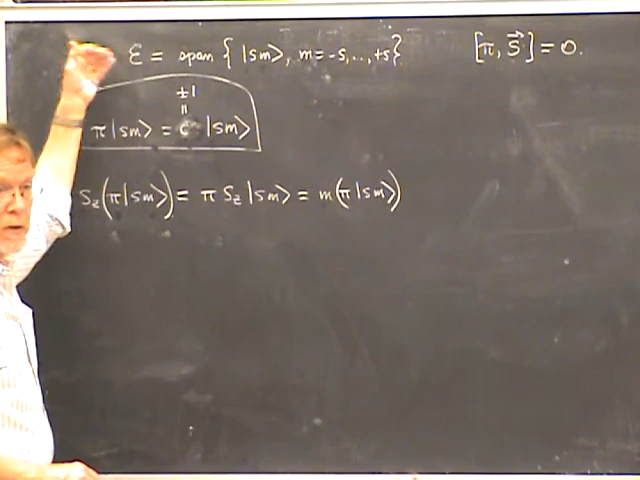 ℰ = span { |sm⟩, m = -s,..., +s }   [π, S⃗] = 0.
±1
=
π|sm⟩ = c |sm⟩
S_z(π|sm⟩) = π S_z |sm⟩ = m(π|sm⟩)